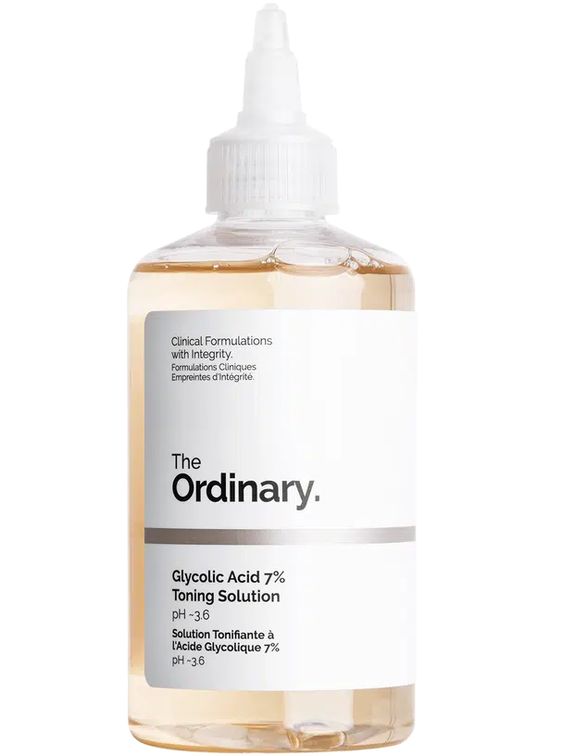 Clinical Formulations
with Integrity.
Formulations Cliniques
Empreintes d'Intégrité.
The
Ordinary.
Glycolic Acid 7%
Toning Solution
pH ~3.6
Solution Tonifiante à
l'Acide Glycolique 7%
pH ~3.6